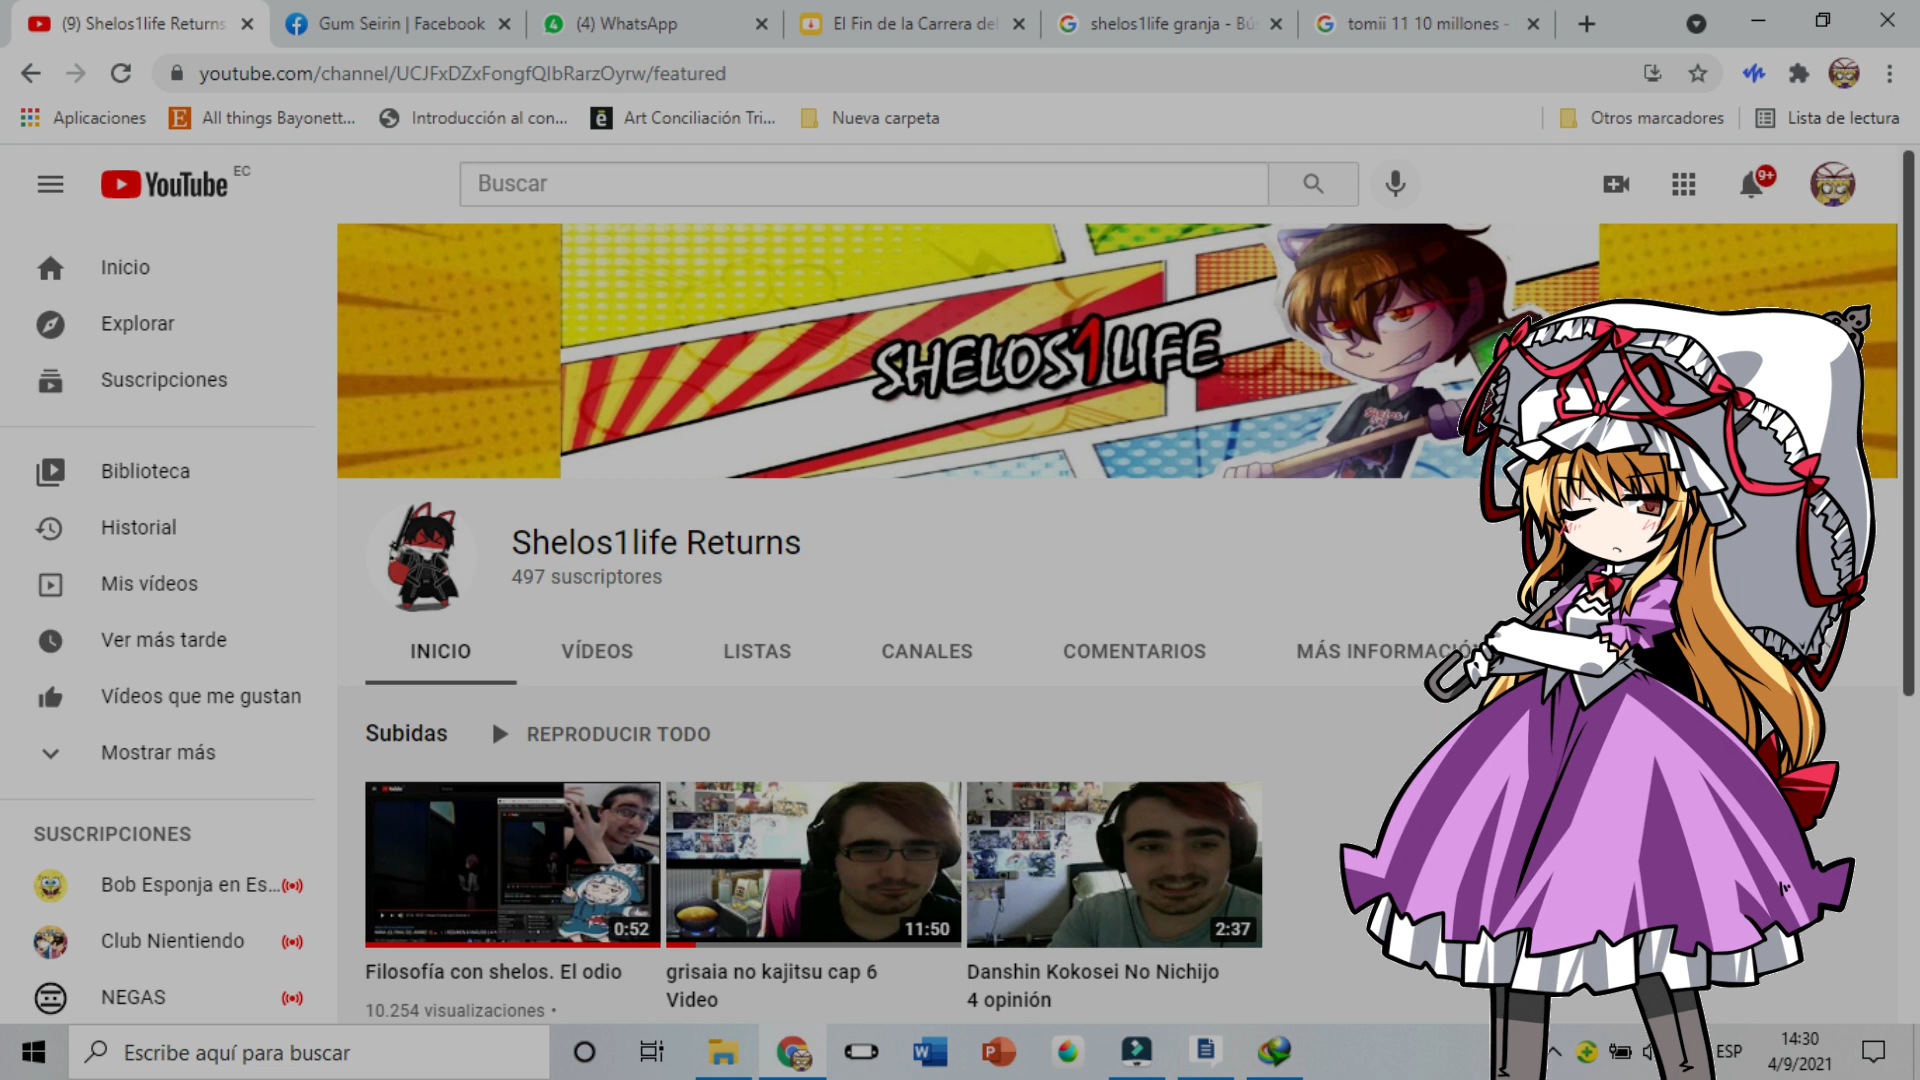 (9) Shelos1life Returns
Gum Seirin | Facebook
(4) WhatsApp
El Fin de la Carrera del
shelos1life granja - Bús
tomii 11 10 millones -
youtube.com/channel/UCJFxDZxFongfQIbRarzOyrw/featured
Aplicaciones
All things Bayonett...
Introducción al con...
Art Conciliación Tri...
Nueva carpeta
Otros marcadores
Lista de lectura
YouTube EC
Buscar
9+
Inicio
Explorar
Suscripciones
Biblioteca
Historial
Mis vídeos
Ver más tarde
Vídeos que me gustan
Mostrar más
SUSCRIPCIONES
Bob Esponja en Es...
Club Nientiendo
NEGAS
SHELOS1LIFE
Shelos1life Returns
497 suscriptores
INICIO
VÍDEOS
LISTAS
CANALES
COMENTARIOS
MÁS INFORMACIÓN
Subidas
REPRODUCIR TODO
0:52
11:50
2:37
Filosofía con shelos. El odio
10.254 visualizaciones •
grisaia no kajitsu cap 6
Video
Danshin Kokosei No Nichijo
4 opinión
Escribe aquí para buscar
ESP
14:30
4/9/2021